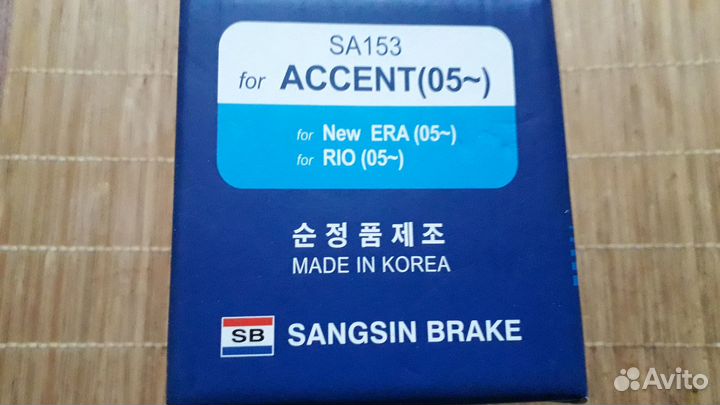 SA153
for ACCENT(05~)
for New ERA (05~)
for RIO (05~)
순정품제조
MADE IN KOREA
SB SANGSIN BRAKE
Avito